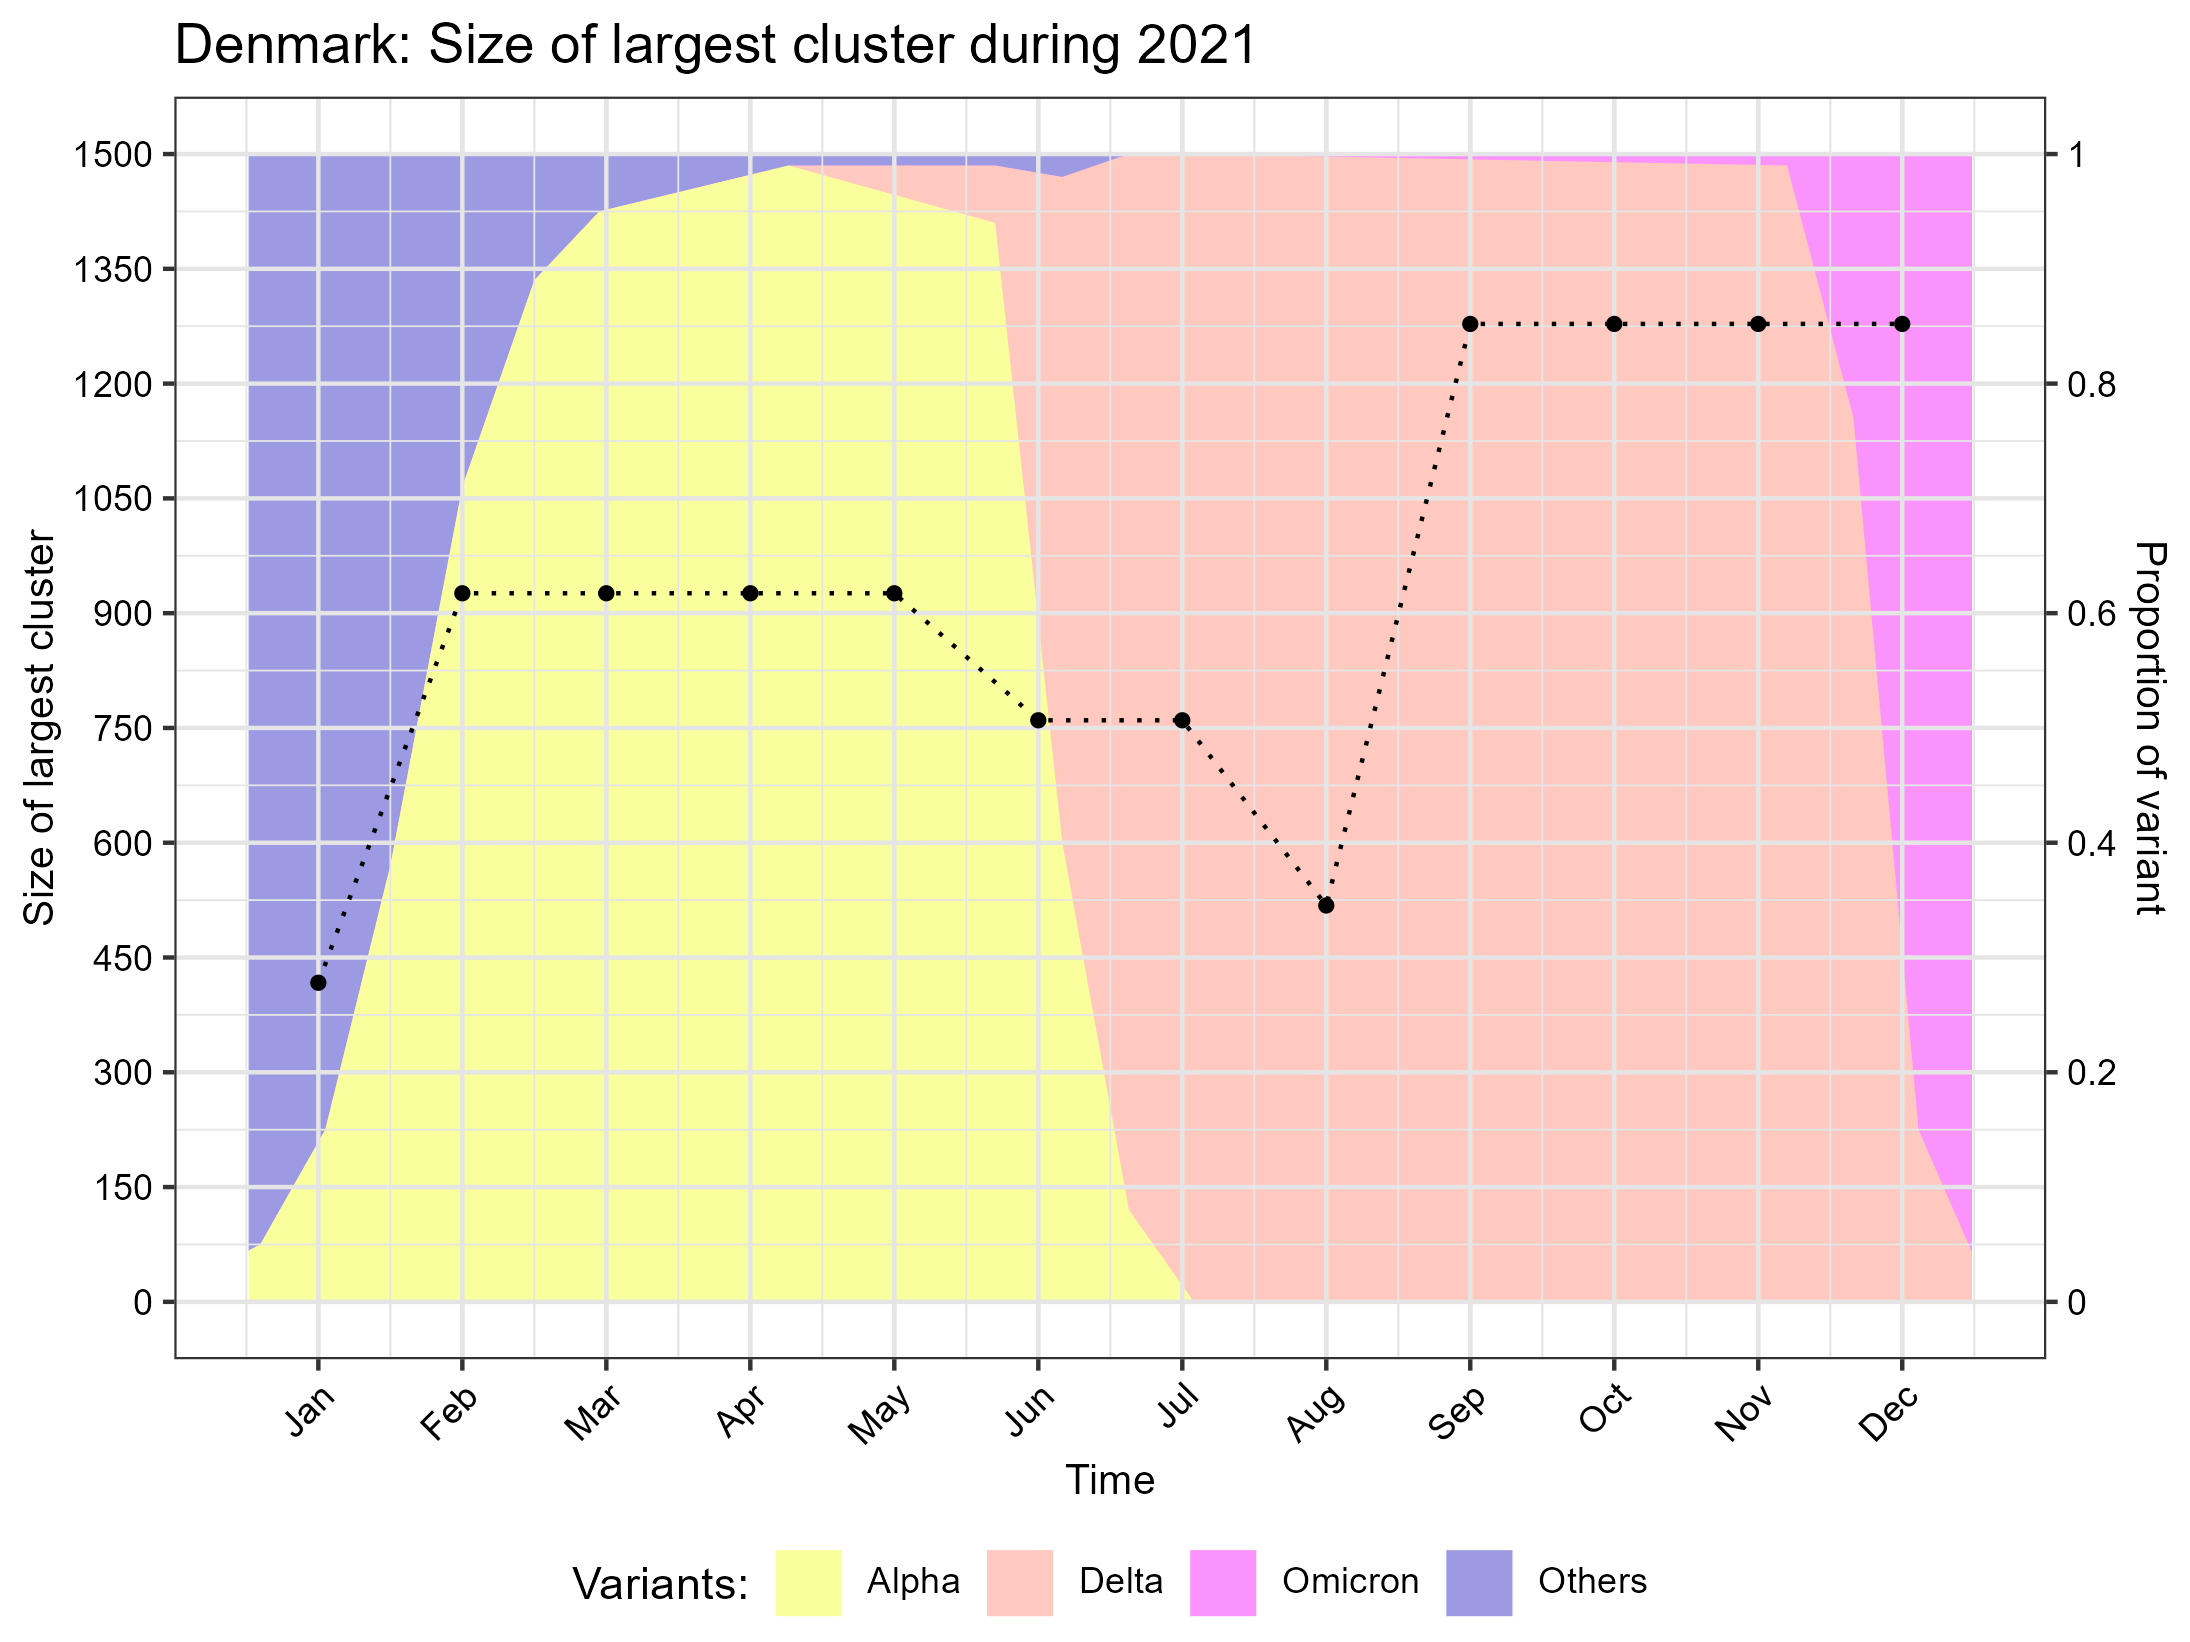 Denmark: Size of largest cluster during 2021
Size of largest cluster
1500
1350
1200
1050
900
750
600
450
300
150
0
1
0.8
0.6
0.4
0.2
0
Proportion of variant
Jan
Feb
Mar
Apr
May
Jun
Jul
Aug
Sep
Oct
Nov
Dec
Time
Variants: Alpha Delta Omicron Others